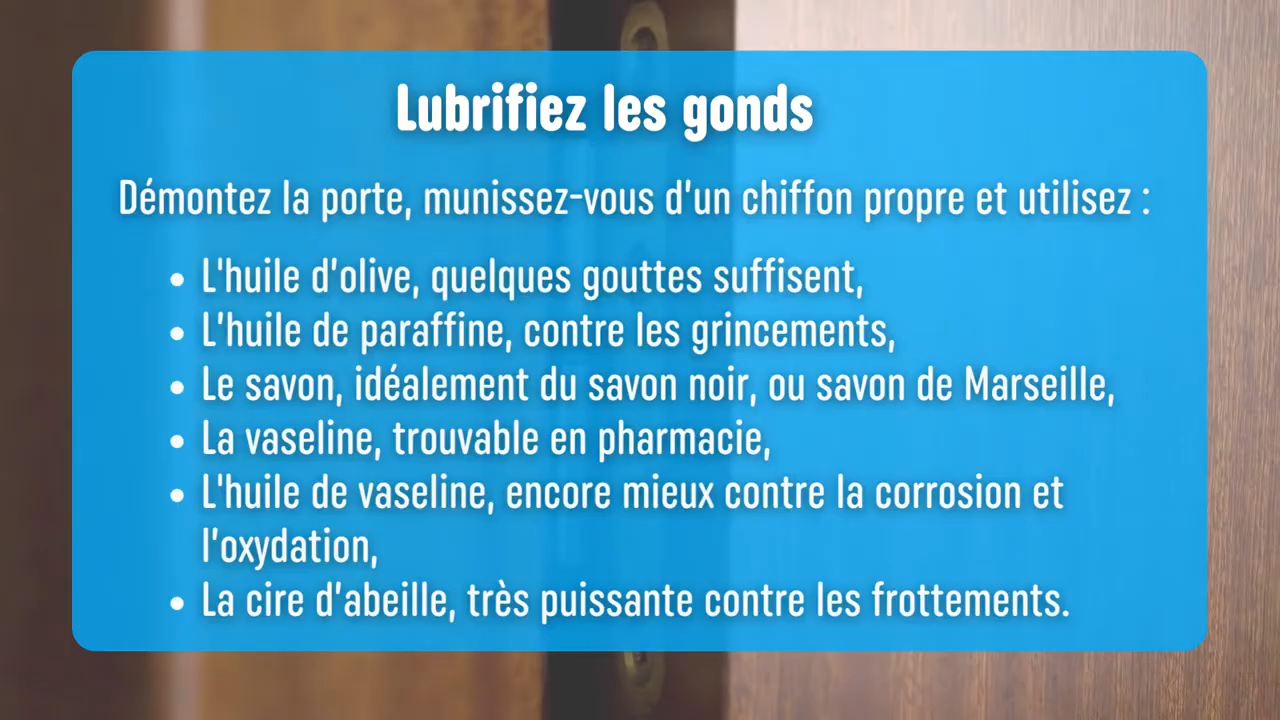 Lubrifiez les gonds
Démontez la porte, munissez-vous d'un chiffon propre et utilisez :
• L'huile d'olive, quelques gouttes suffisent,
• L'huile de paraffine, contre les grincements,
• Le savon, idéalement du savon noir, ou savon de Marseille,
• La vaseline, trouvable en pharmacie,
• L'huile de vaseline, encore mieux contre la corrosion et
l'oxydation,
• La cire d'abeille, très puissante contre les frottements.